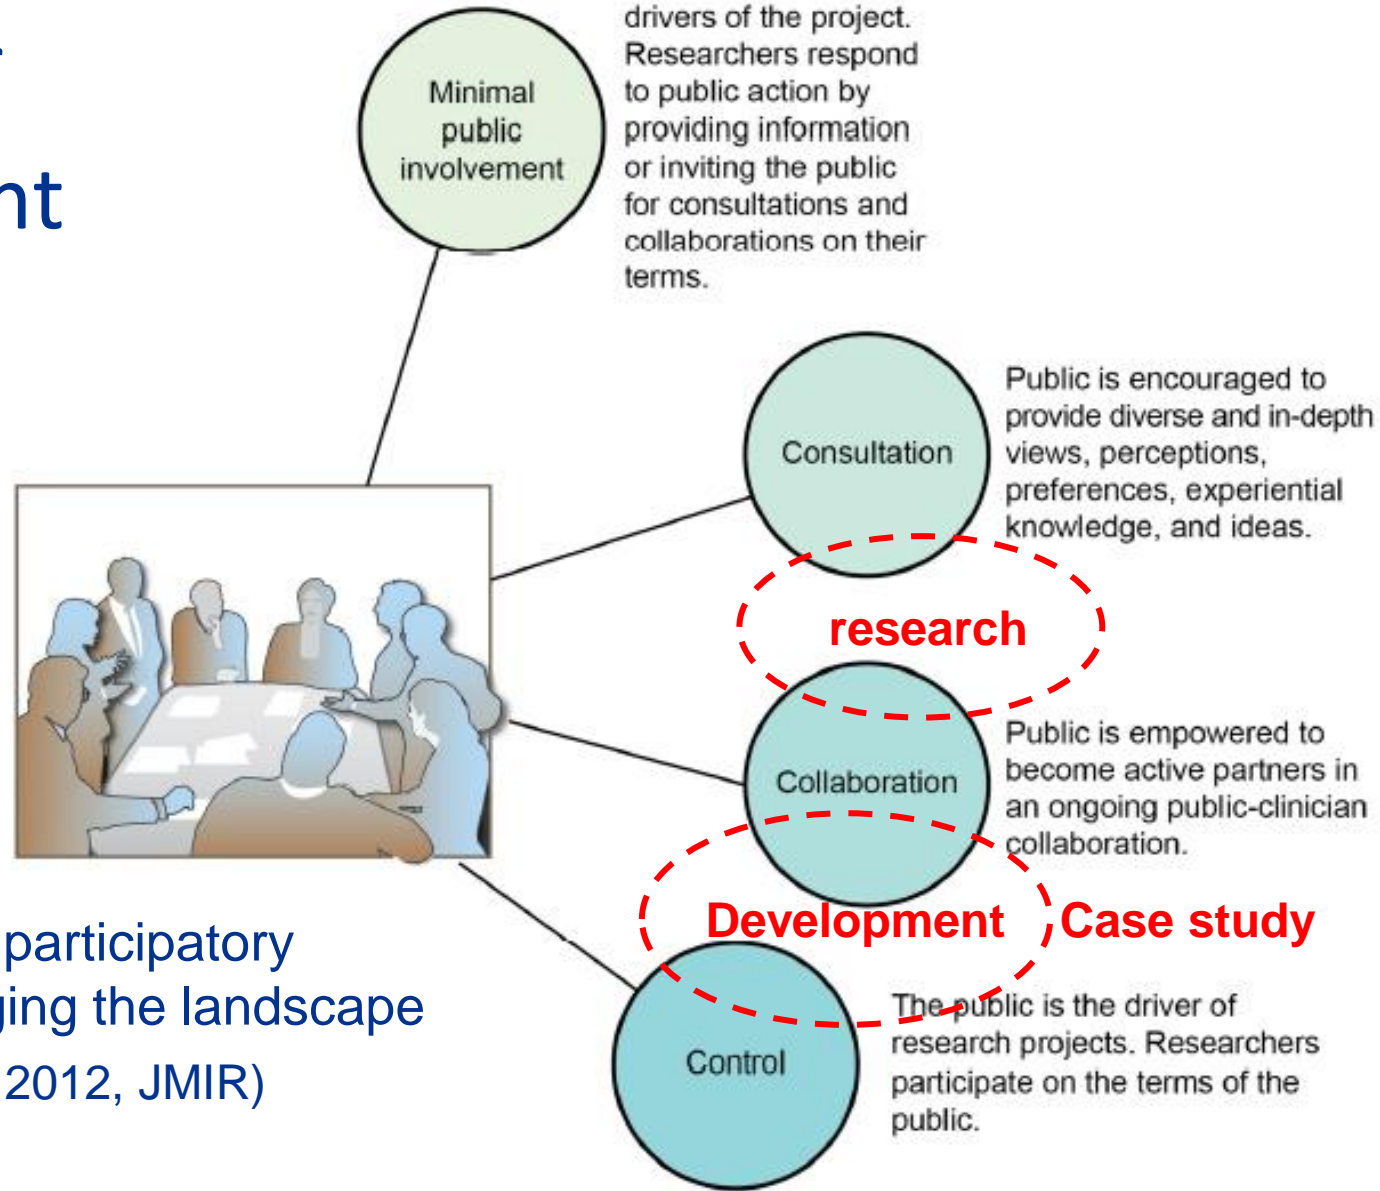 nt
Minimal
public
involvement
drivers of the project.
Researchers respond
to public action by
providing information
or inviting the public
for consultations and
collaborations on their
terms.
Consultation
Public is encouraged to
provide diverse and in-depth
views, perceptions,
preferences, experiential
knowledge, and ideas.
research
Collaboration
Public is empowered to
become active partners in
an ongoing public-clinician
collaboration.
Development
Case study
participatory
ging the landscape
2012, JMIR)
Control
The public is the driver of
research projects. Researchers
participate on the terms of the
public.